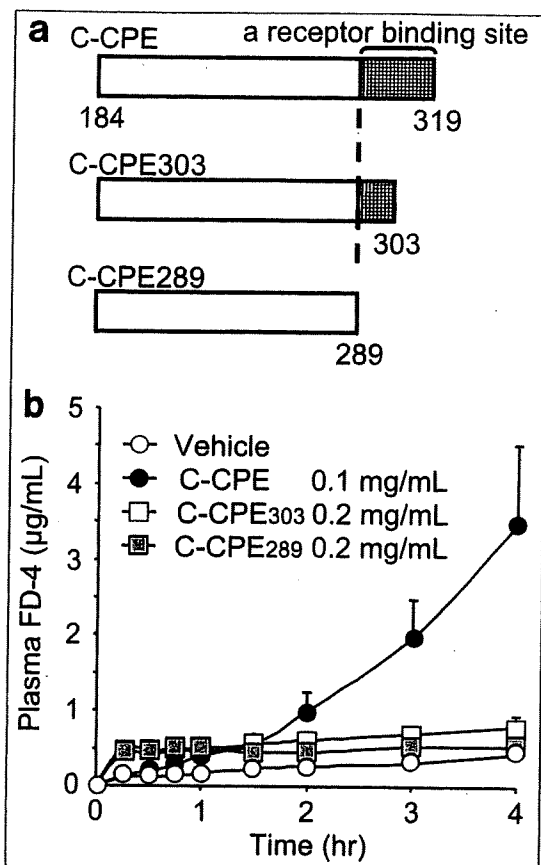 a
C-CPE
a receptor binding site
184
319
C-CPE303
303
C-CPE289
289
b
5
4
3
2
1
0
Plasma FD-4 (µg/mL)
Vehicle
C-CPE 0.1 mg/mL
C-CPE303 0.2 mg/mL
C-CPE289 0.2 mg/mL
0 1 2 3 4
Time (hr)